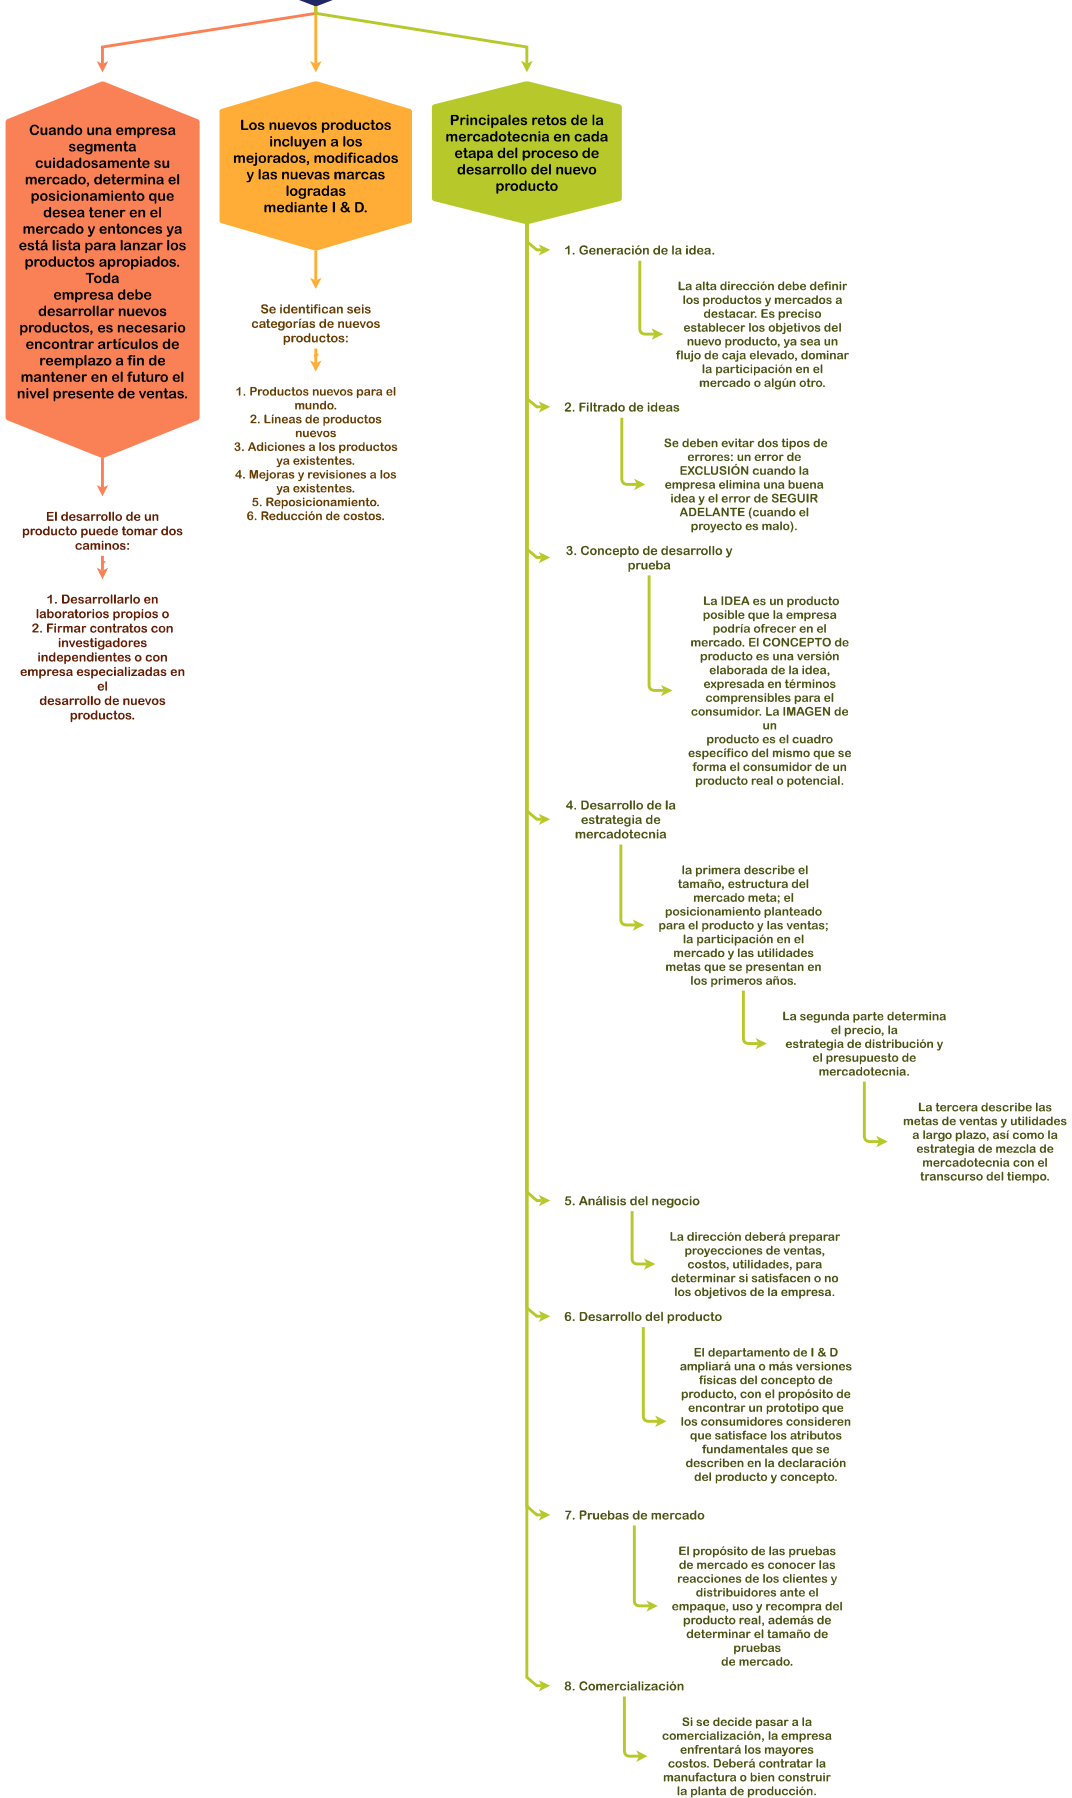 Cuando una empresa
segmenta
cuidadosamente su
mercado, determina el
posicionamiento que
desea tener en el
mercado y entonces ya
está lista para lanzar los
productos apropiados.
Toda
empresa debe
desarrollar nuevos
productos, es necesario
encontrar artículos de
reemplazo a fin de
mantener en el futuro el
nivel presente de ventas.
El desarrollo de un
producto puede tomar dos
caminos:
1. Desarrollarlo en
laboratorios propios o
2. Firmar contratos con
investigadores
independientes o con
empresa especializadas en
el
desarrollo de nuevos
productos.
Los nuevos productos
incluyen a los
mejorados, modificados
y las nuevas marcas
logradas
mediante I & D.
Se identifican seis
categorías de nuevos
productos:
1. Productos nuevos para el
mundo.
2. Líneas de productos
nuevos
3. Adiciones a los productos
ya existentes.
4. Mejoras y revisiones a los
ya existentes.
5. Reposicionamiento.
6. Reducción de costos.
Principales retos de la
mercadotecnia en cada
etapa del proceso de
desarrollo del nuevo
producto
1. Generación de la idea.
La alta dirección debe definir
los productos y mercados a
destacar. Es preciso
establecer los objetivos del
nuevo producto, ya sea un
flujo de caja elevado, dominar
la participación en el
mercado o algún otro.
2. Filtrado de ideas
Se deben evitar dos tipos de
errores: un error de
EXCLUSIÓN cuando la
empresa elimina una buena
idea y el error de SEGUIR
ADELANTE (cuando el
proyecto es malo).
3. Concepto de desarrollo y
prueba
La IDEA es un producto
posible que la empresa
podría ofrecer en el
mercado. El CONCEPTO de
producto es una versión
elaborada de la idea,
expresada en términos
comprensibles para el
consumidor. La IMAGEN de
un
producto es el cuadro
específico del mismo que se
forma el consumidor de un
producto real o potencial.
4. Desarrollo de la
estrategia de
mercadotecnia
la primera describe el
tamaño, estructura del
mercado meta; el
posicionamiento planteado
para el producto y las ventas;
la participación en el
mercado y las utilidades
metas que se presentan en
los primeros años.
La segunda parte determina
el precio, la
estrategia de distribución y
el presupuesto de
mercadotecnia.
La tercera describe las
metas de ventas y utilidades
a largo plazo, así como la
estrategia de mezcla de
mercadotecnia con el
transcurso del tiempo.
5. Análisis del negocio
La dirección deberá preparar
proyecciones de ventas,
costos, utilidades, para
determinar si satisfacen o no
los objetivos de la empresa.
6. Desarrollo del producto
El departamento de I & D
ampliará una o más versiones
físicas del concepto de
producto, con el propósito de
encontrar un prototipo que
los consumidores consideren
que satisface los atributos
fundamentales que se
describen en la declaración
del producto y concepto.
7. Pruebas de mercado
El propósito de las pruebas
de mercado es conocer las
reacciones de los clientes y
distribuidores ante el
empaque, uso y recompra del
producto real, además de
determinar el tamaño de
pruebas
de mercado.
8. Comercialización
Si se decide pasar a la
comercialización, la empresa
enfrentará los mayores
costos. Deberá contratar la
manufactura o bien construir
la planta de producción.